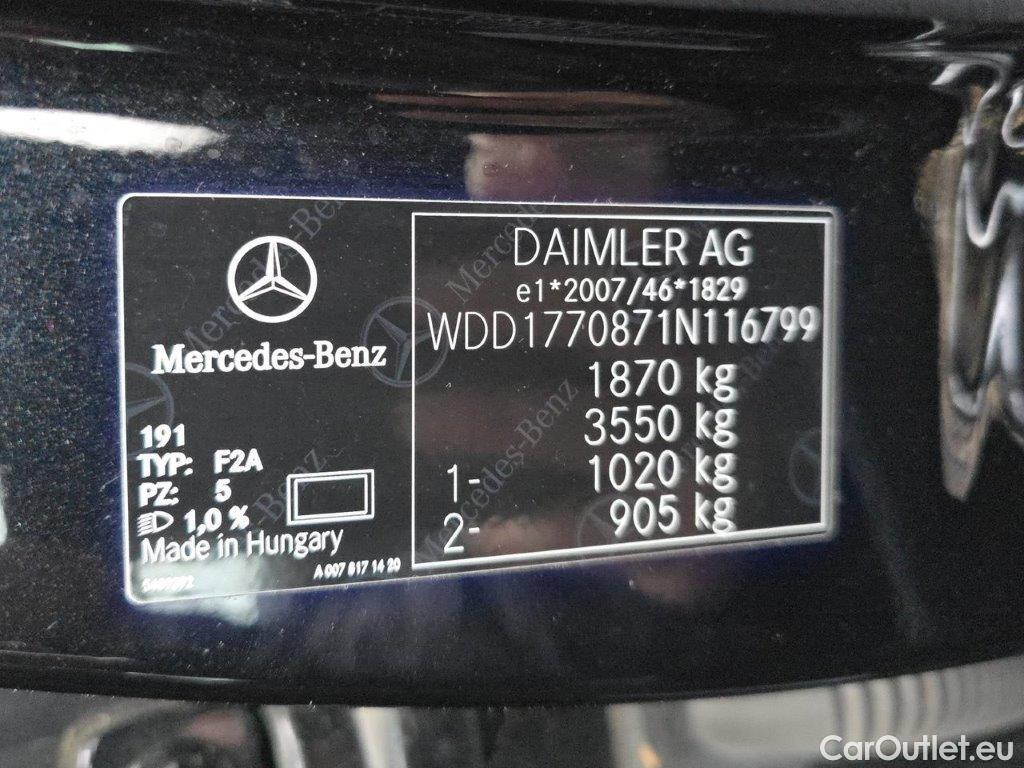 Mercedes-Benz
191
TYP: F2A
PZ: 5
1,0 %
Made in Hungary
A 007 817 14 20
DAIMLER AG
e1*2007/46*1829
WDD1770871N116799
1870 kg
3550 kg
1- 1020 kg
2- 905 kg
CarOutlet.eu